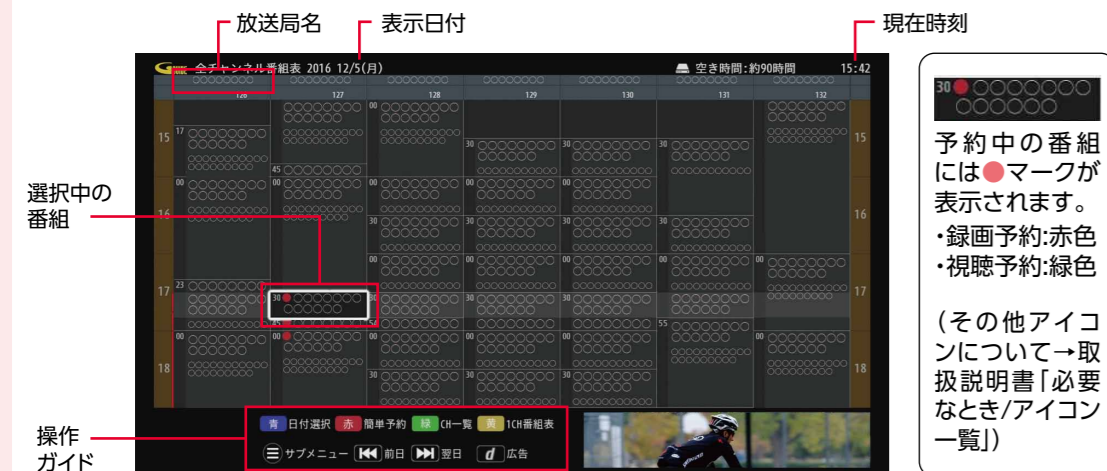 放送局名 表示日付 現在時刻
GUIDE 全チャンネル番組表 2016 12/5(月) 空き時間:約90時間 15:42
126 127 128 129 130 131 132
選択中の
番組
操作
ガイド
15 15
16 16
17 17
18 18
青 日付選択 赤 簡単予約 緑 CH一覧 黄 1CH番組表
サブメニュー 前日 翌日 d 広告
30●○○○○○○○
○○○○○○
予約中の番組
には●マークが
表示されます。
・録画予約:赤色
・視聴予約:緑色
(その他アイコ
ンについて→取
扱説明書「必要
なとき/アイコン
一覧」)